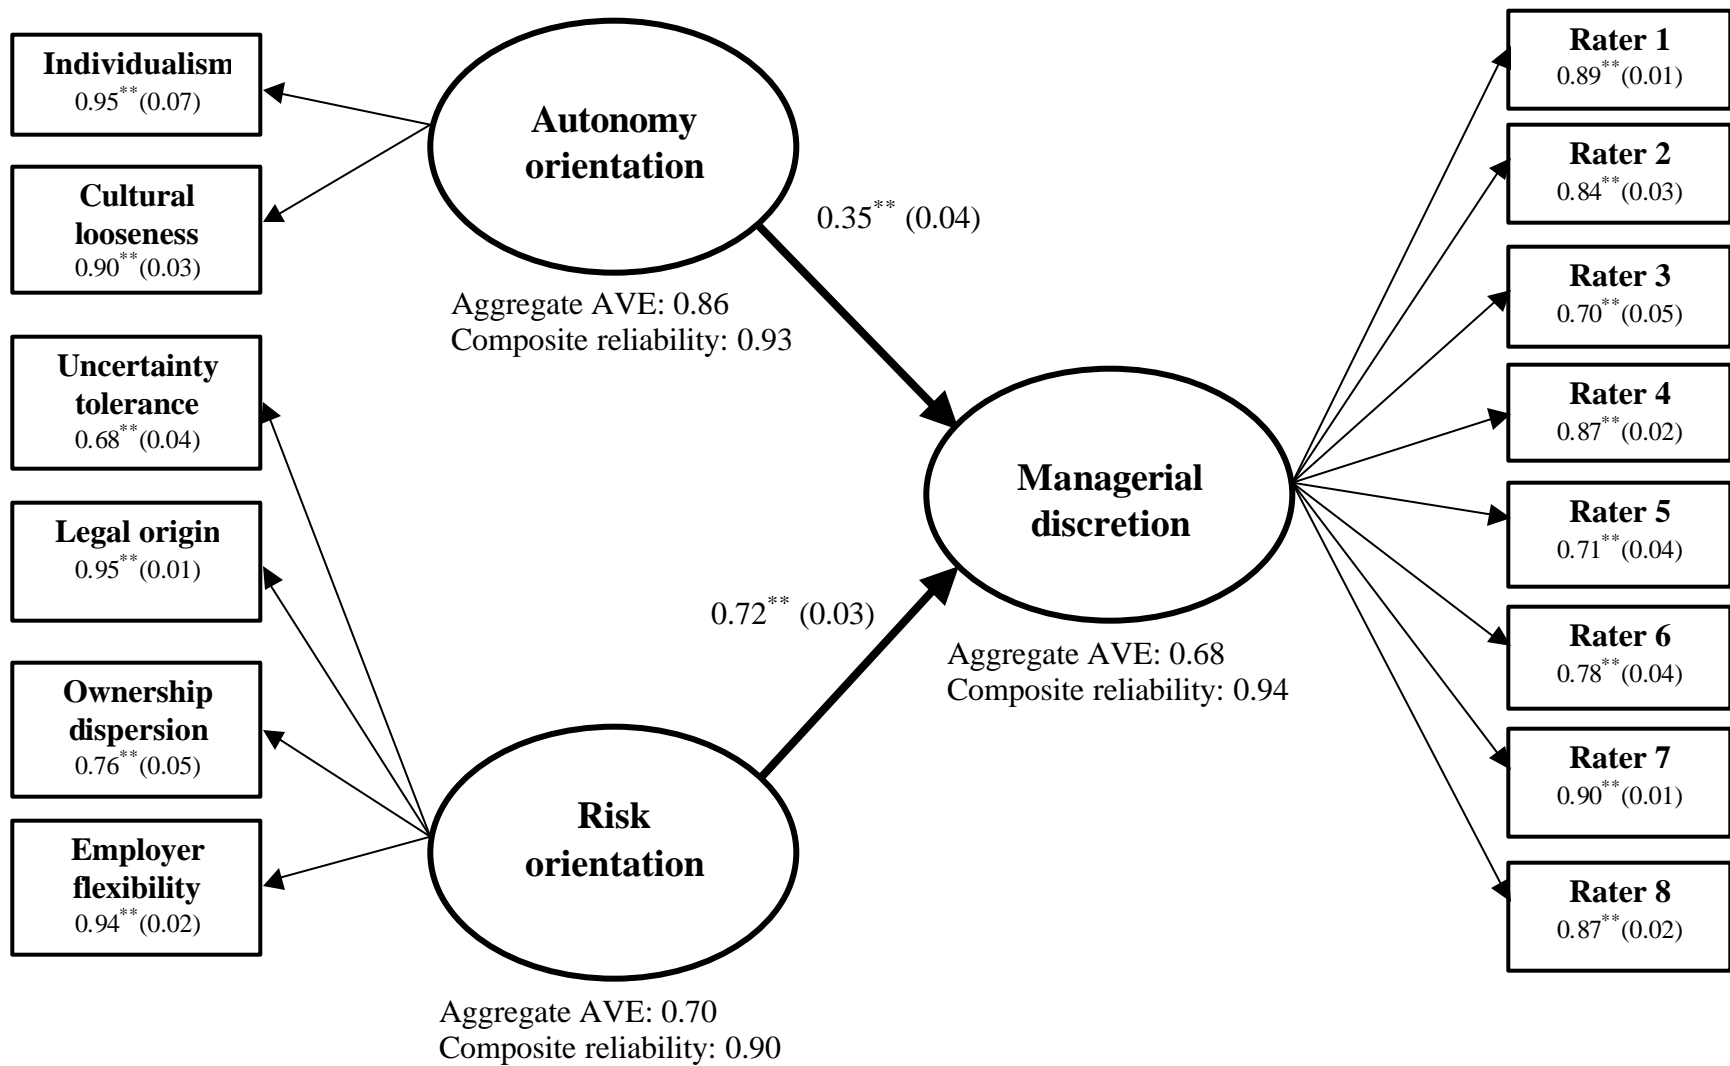 Individualism
0.95**(0.07)
Cultural
looseness
0.90**(0.03)
Uncertainty
tolerance
0.68**(0.04)
Legal origin
0.95**(0.01)
Ownership
dispersion
0.76**(0.05)
Employer
flexibility
0.94**(0.02)
Autonomy
orientation
Aggregate AVE: 0.86
Composite reliability: 0.93
0.35** (0.04)
0.72** (0.03)
Risk
orientation
Aggregate AVE: 0.70
Composite reliability: 0.90
Managerial
discretion
Aggregate AVE: 0.68
Composite reliability: 0.94
Rater 1
0.89**(0.01)
Rater 2
0.84**(0.03)
Rater 3
0.70**(0.05)
Rater 4
0.87**(0.02)
Rater 5
0.71**(0.04)
Rater 6
0.78**(0.04)
Rater 7
0.90**(0.01)
Rater 8
0.87**(0.02)